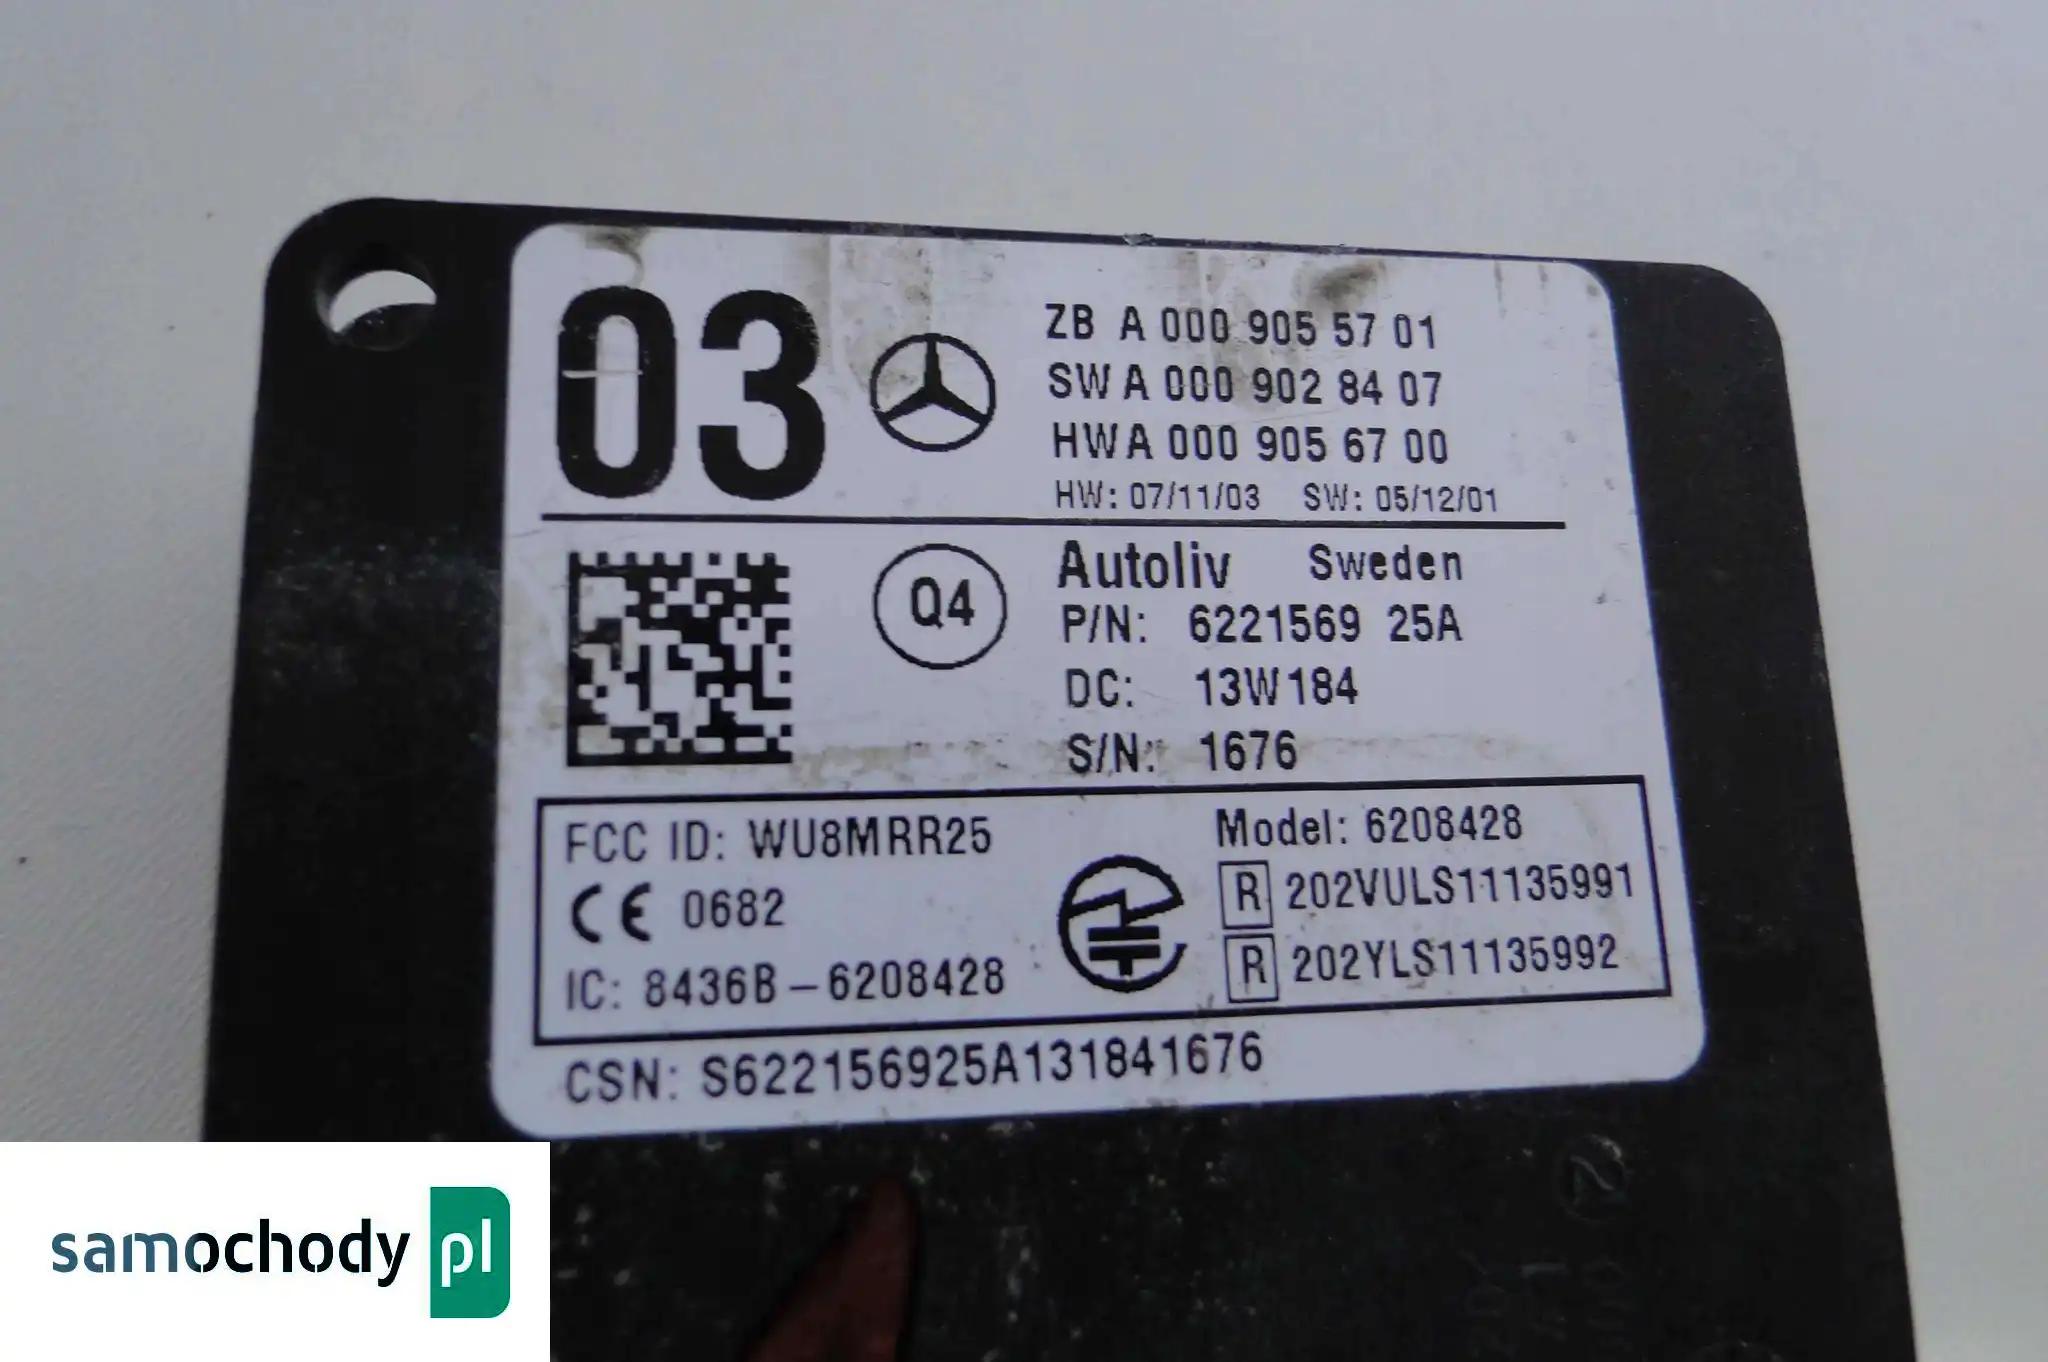 03
ZB A 000 905 57 01
SW A 000 902 84 07
HW A 000 905 67 00
HW: 07/11/03 SW: 05/12/01
Q4
Autoliv Sweden
P/N: 6221569 25A
DC: 13W184
S/N: 1676
FCC ID: WU8MRR25
CE 0682
IC: 8436B-6208428
Model: 6208428
R 202VULS11135991
R 202YLS11135992
CSN: S622156925A131841676
samochody pl